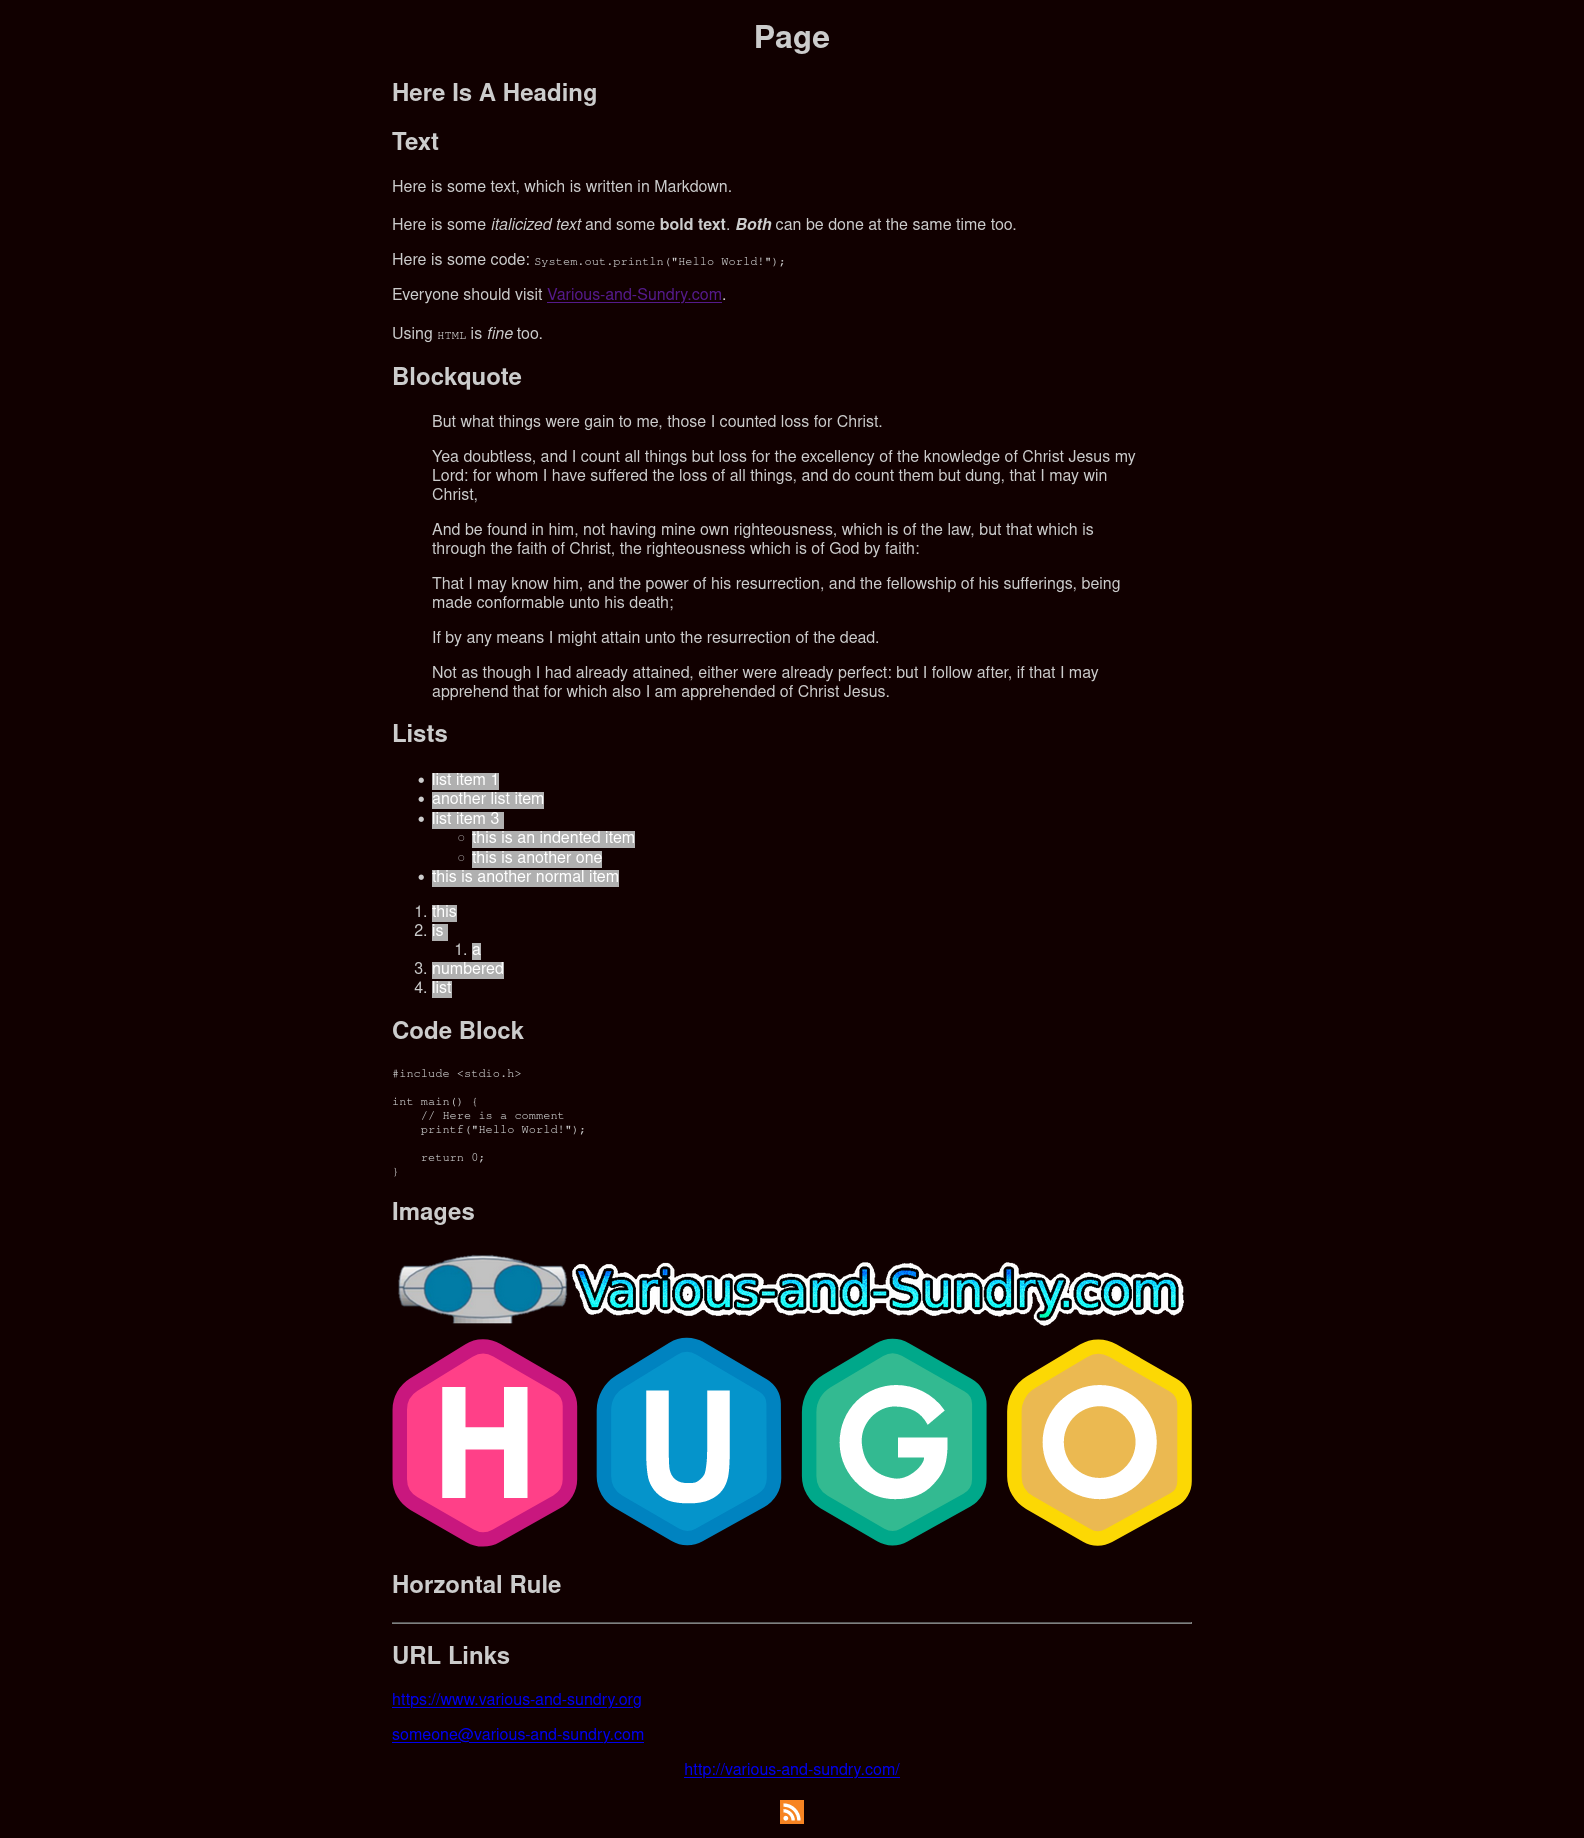 Page
Here Is A Heading
Text
Here is some text, which is written in Markdown.
Here is some italicized text and some bold text. Both can be done at the same time too.
Here is some code: System.out.println("Hello World!");
Everyone should visit Various-and-Sundry.com.
Using HTML is fine too.
Blockquote
But what things were gain to me, those I counted loss for Christ.
Yea doubtless, and I count all things but loss for the excellency of the knowledge of Christ Jesus my
Lord: for whom I have suffered the loss of all things, and do count them but dung, that I may win
Christ,
And be found in him, not having mine own righteousness, which is of the law, but that which is
through the faith of Christ, the righteousness which is of God by faith:
That I may know him, and the power of his resurrection, and the fellowship of his sufferings, being
made conformable unto his death;
If by any means I might attain unto the resurrection of the dead.
Not as though I had already attained, either were already perfect: but I follow after, if that I may
apprehend that for which also I am apprehended of Christ Jesus.
Lists
• list item 1
• another list item
• list item 3
○ this is an indented item
○ this is another one
• this is another normal item
1. this
2. is
1. a
3. numbered
4. list
Code Block
#include <stdio.h>
int main() {
// Here is a comment
printf("Hello World!");
return 0;
}
Images
Various-and-Sundry.com
HUGO
Horzontal Rule
URL Links
https://www.various-and-sundry.org
someone@various-and-sundry.com
http://various-and-sundry.com/